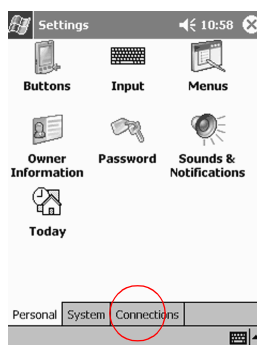 Settings 10:58
Buttons Input Menus
Owner Information Password Sounds & Notifications
Today
Personal System Connections